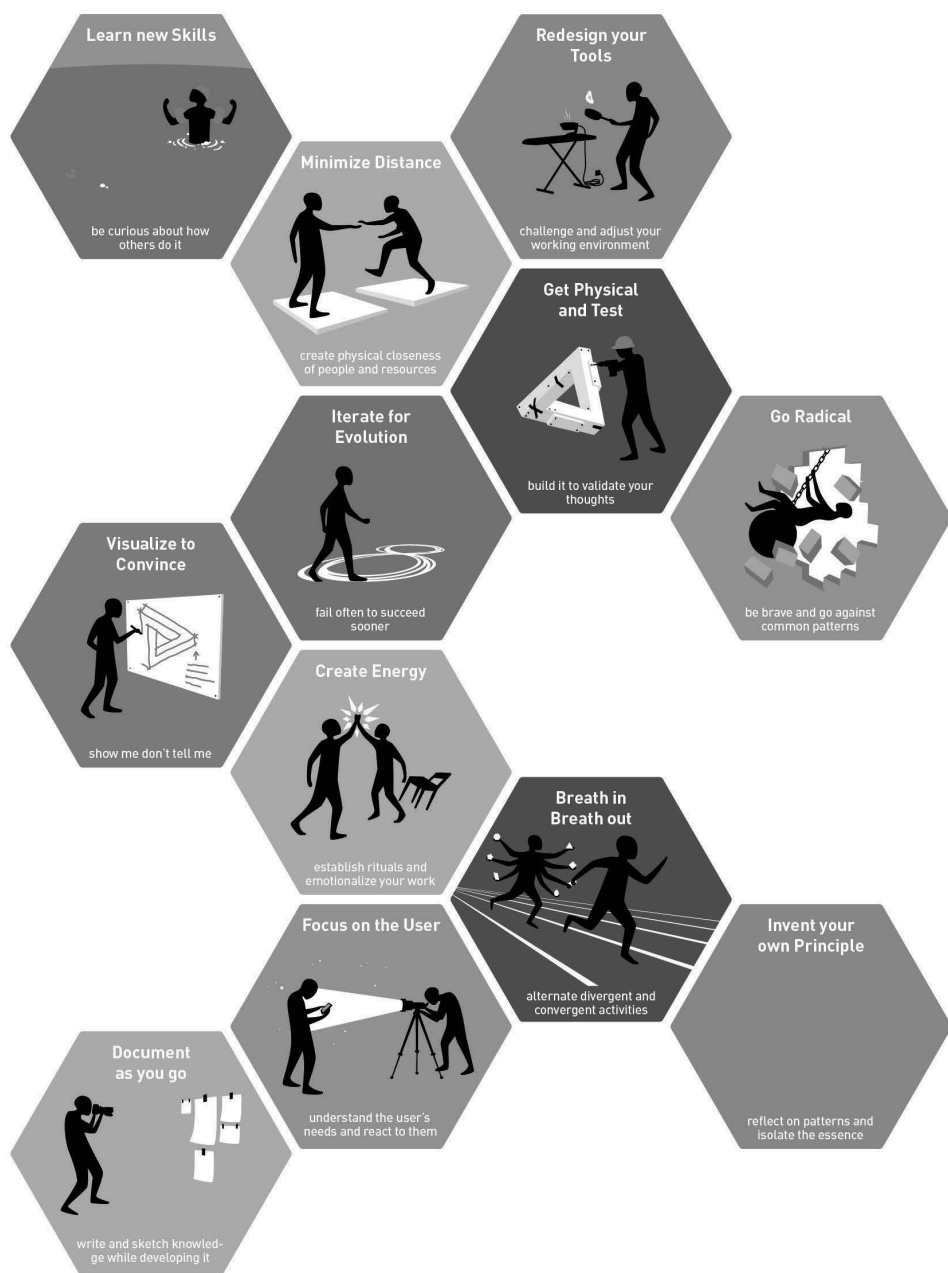 Learn new Skills
be curious about how
others do it
Redesign your
Tools
challenge and adjust your
working environment
Minimize Distance
create physical closeness
of people and resources
Get Physical
and Test
build it to validate your
thoughts
Iterate for
Evolution
fail often to succeed
sooner
Go Radical
be brave and go against
common patterns
Visualize to
Convince
show me don't tell me
Create Energy
establish rituals and
emotionalize your work
Breath in
Breath out
alternate divergent and
convergent activities
Focus on the User
understand the user's
needs and react to them
Invent your
own Principle
reflect on patterns and
isolate the essence
Document
as you go
write and sketch knowled-
ge while developing it